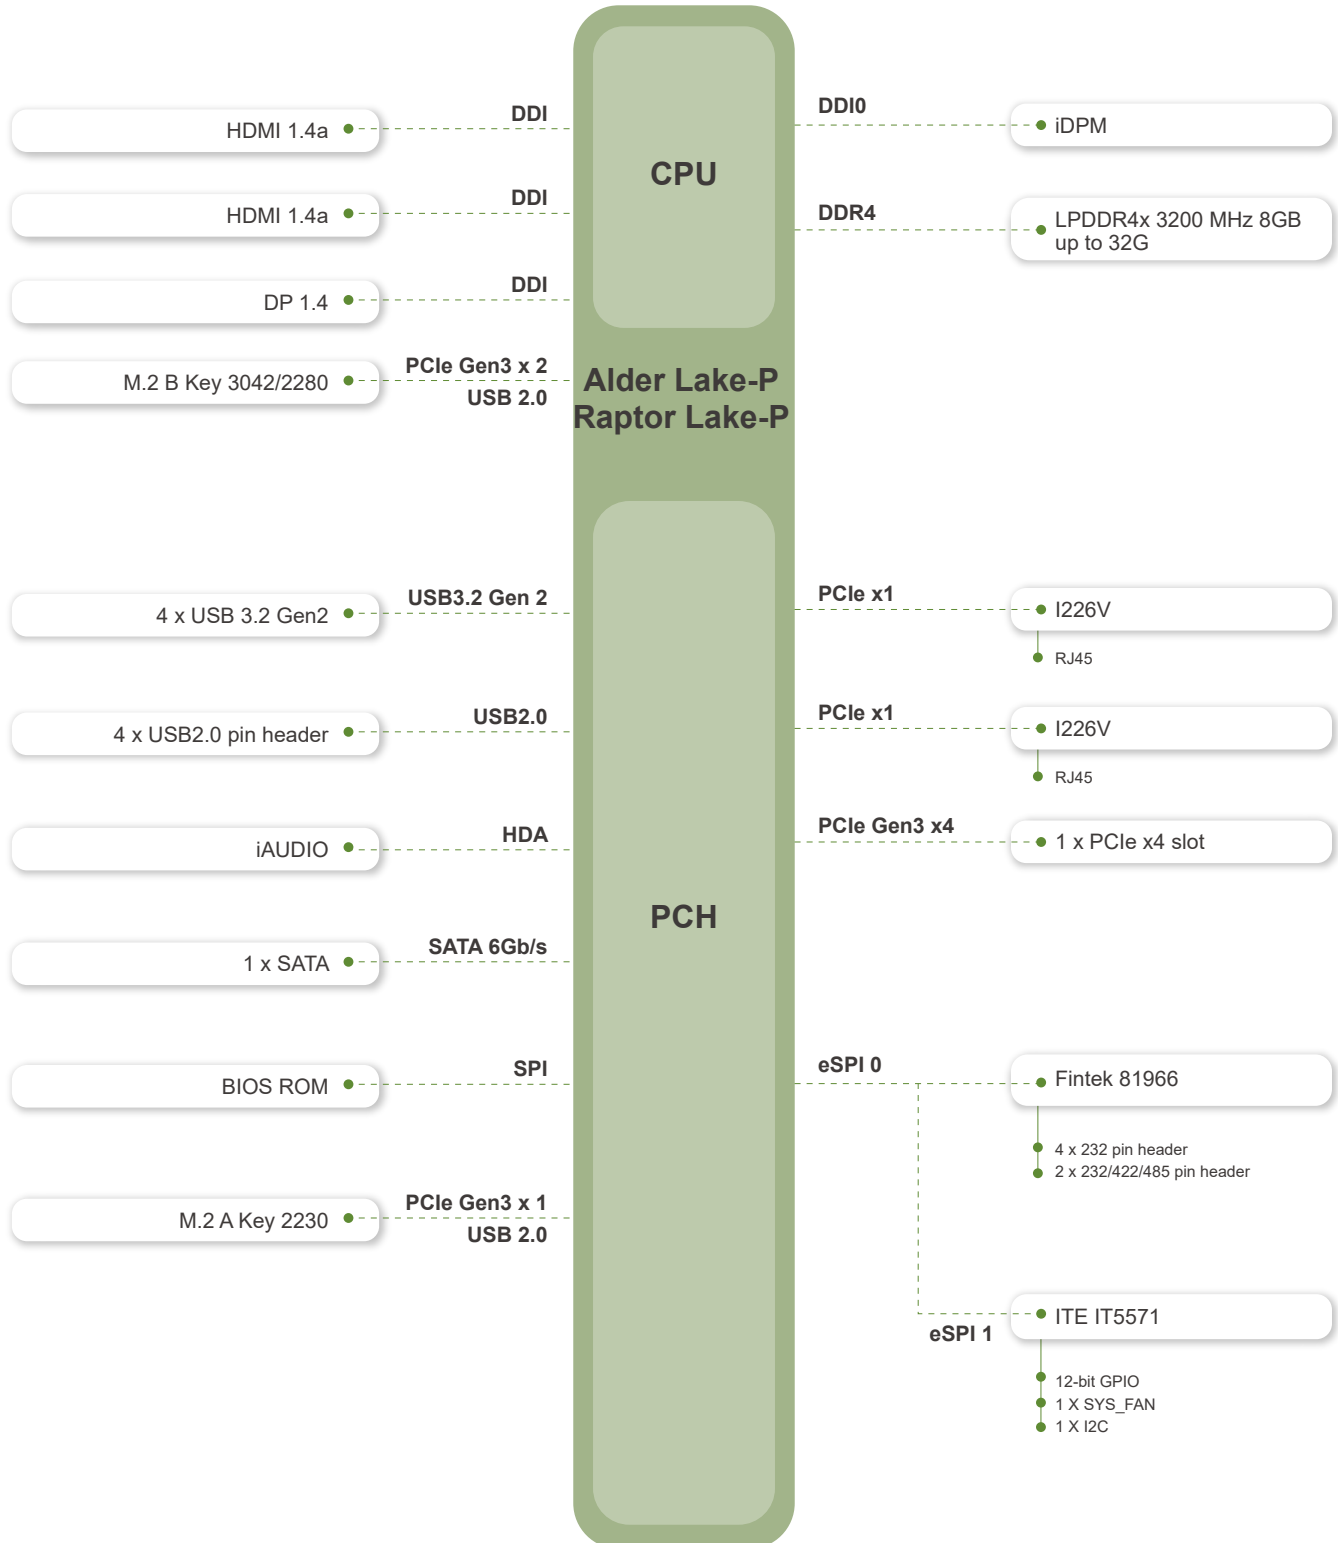 DDI
HDMI 1.4a
DDI
HDMI 1.4a
DDI
DP 1.4
PCIe Gen3 x 2
M.2 B Key 3042/2280
USB 2.0
CPU
Alder Lake-P
Raptor Lake-P
DDI0
iDPM
DDR4
LPDDR4x 3200 MHz 8GB
up to 32G
USB3.2 Gen 2
4 x USB 3.2 Gen2
USB2.0
4 x USB2.0 pin header
HDA
iAUDIO
SATA 6Gb/s
1 x SATA
SPI
BIOS ROM
PCIe Gen3 x 1
M.2 A Key 2230
USB 2.0
PCH
PCIe x1
I226V
RJ45
PCIe x1
I226V
RJ45
PCIe Gen3 x4
1 x PCIe x4 slot
eSPI 0
Fintek 81966
4 x 232 pin header
2 x 232/422/485 pin header
ITE IT5571
eSPI 1
12-bit GPIO
1 X SYS_FAN
1 X I2C